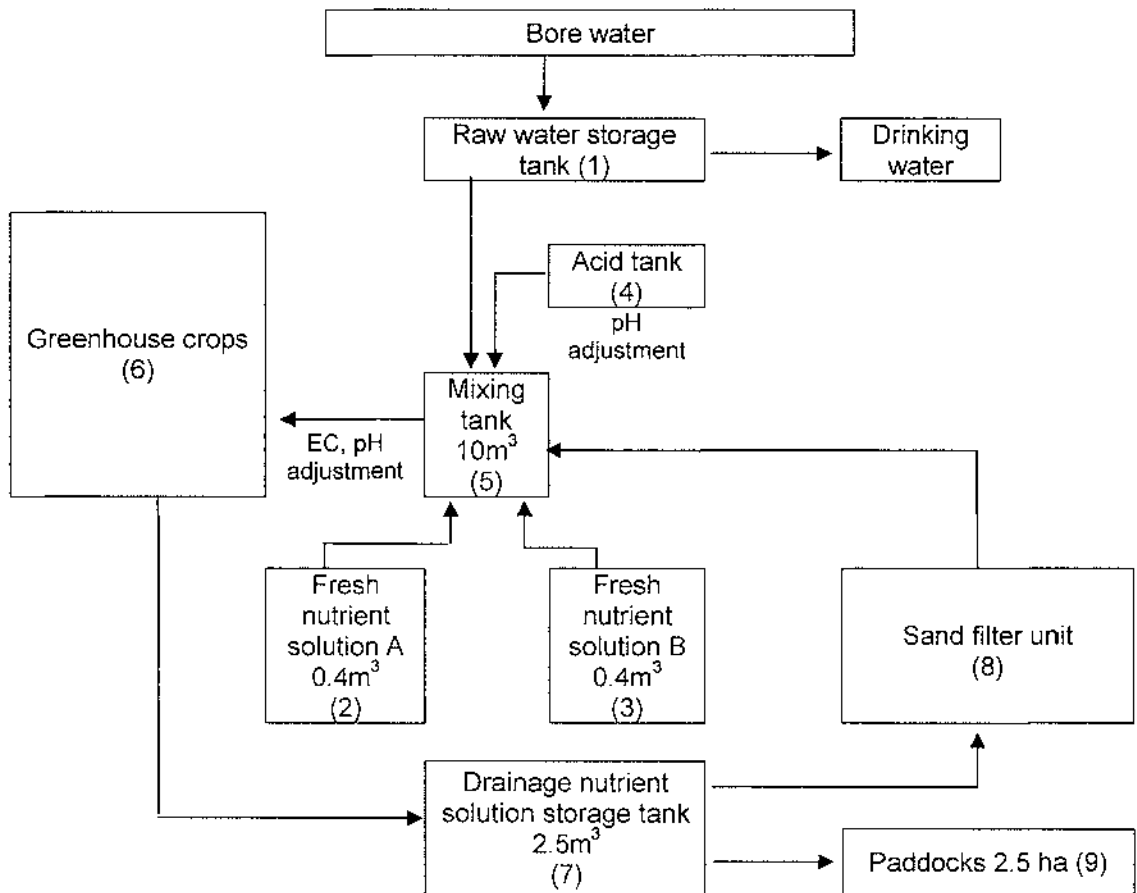 Bore water
Raw water storage
tank (1)
Drinking
water
Acid tank
(4)
pH
adjustment
Greenhouse crops
(6)
Mixing
tank
10m³
(5)
EC, pH
adjustment
Fresh
nutrient
solution A
0.4m³
(2)
Fresh
nutrient
solution B
0.4m³
(3)
Sand filter unit
(8)
Drainage nutrient
solution storage tank
2.5m³
(7)
Paddocks 2.5 ha (9)